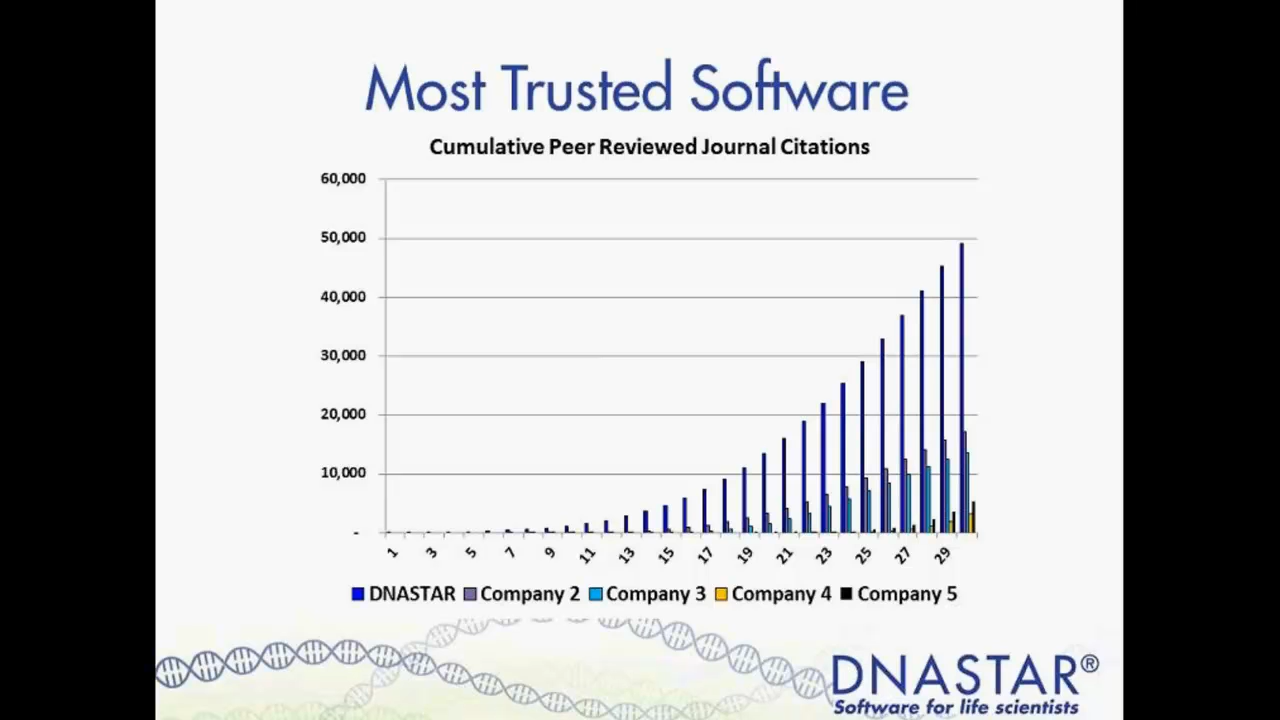 Most Trusted Software
Cumulative Peer Reviewed Journal Citations
60,000
50,000
40,000
30,000
20,000
10,000
-
1 3 5 7 9 11 13 15 17 19 21 23 25 27 29
DNASTAR Company 2 Company 3 Company 4 Company 5
DNASTAR®
Software for life scientists